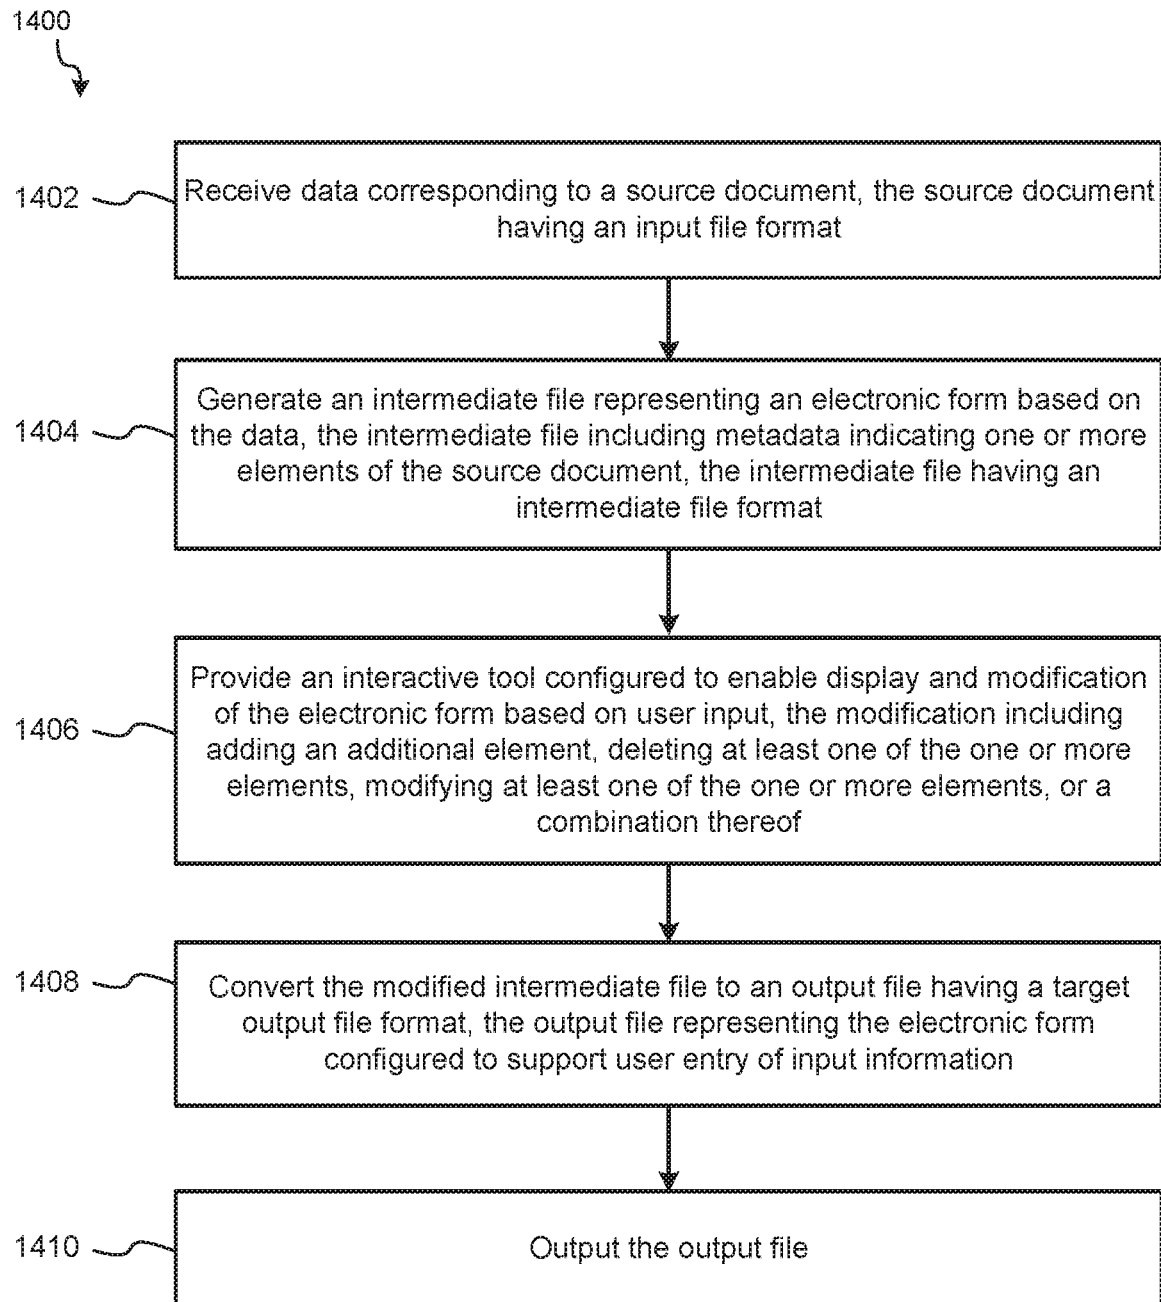 1400
1402
Receive data corresponding to a source document, the source document
having an input file format
1404
Generate an intermediate file representing an electronic form based on
the data, the intermediate file including metadata indicating one or more
elements of the source document, the intermediate file having an
intermediate file format
1406
Provide an interactive tool configured to enable display and modification
of the electronic form based on user input, the modification including
adding an additional element, deleting at least one of the one or more
elements, modifying at least one of the one or more elements, or a
combination thereof
1408
Convert the modified intermediate file to an output file having a target
output file format, the output file representing the electronic form
configured to support user entry of input information
1410
Output the output file